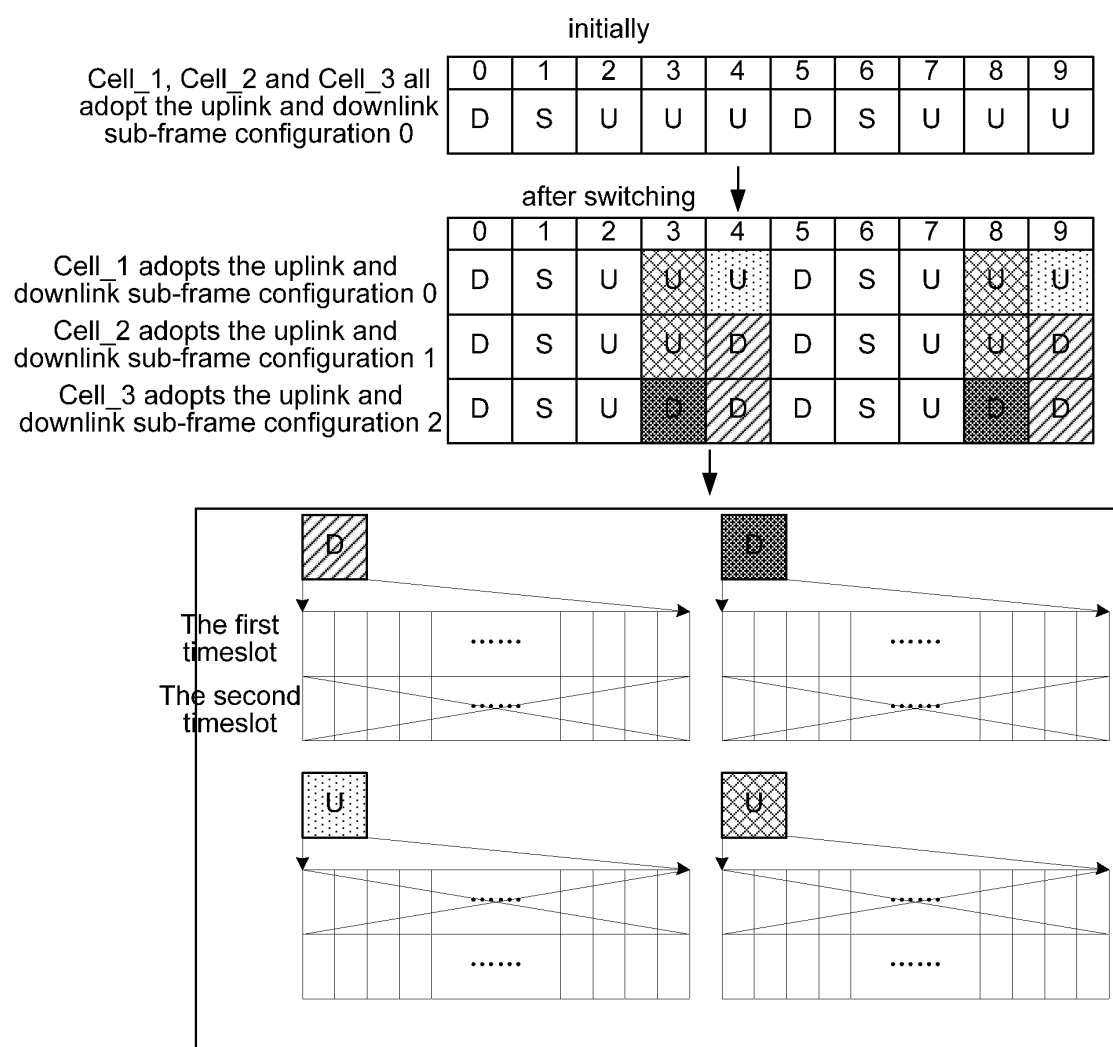 initially
Cell_1, Cell_2 and Cell_3 all
adopt the uplink and downlink
sub-frame configuration 0
0 1 2 3 4 5 6 7 8 9
D S U U U D S U U U
after switching
0 1 2 3 4 5 6 7 8 9
Cell_1 adopts the uplink and
downlink sub-frame configuration 0
D S U U U D S U U U
Cell_2 adopts the uplink and
downlink sub-frame configuration 1
D S U U D D S U U D
Cell_3 adopts the uplink and
downlink sub-frame configuration 2
D S U D D D S U D D
D D
The first
timeslot
...... ......
The second
timeslot
...... ......
U U
...... ......
...... ......